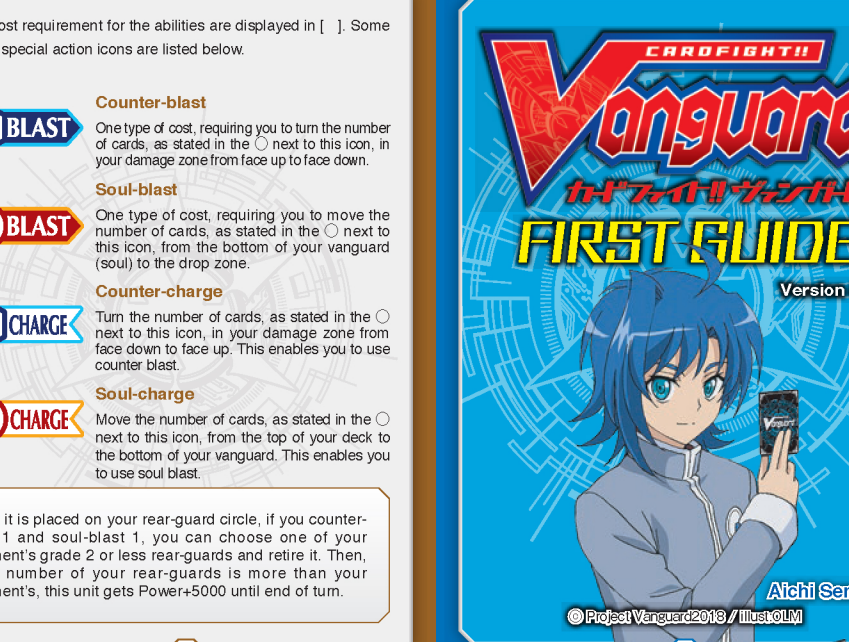 ost requirement for the abilities are displayed in [ ]. Some
special action icons are listed below.
BLAST
Counter-blast
One type of cost, requiring you to turn the number
of cards, as stated in the ○ next to this icon, in
your damage zone from face up to face down.
BLAST
Soul-blast
One type of cost, requiring you to move the
number of cards, as stated in the ○ next to
this icon, from the bottom of your vanguard
(soul) to the drop zone.
CHARGE
Counter-charge
Turn the number of cards, as stated in the ○
next to this icon, in your damage zone from
face down to face up. This enables you to use
counter blast.
CHARGE
Soul-charge
Move the number of cards, as stated in the ○
next to this icon, from the top of your deck to
the bottom of your vanguard. This enables you
to use soul blast.
it is placed on your rear-guard circle, if you counter-
1 and soul-blast 1, you can choose one of your
ent's grade 2 or less rear-guards and retire it. Then,
number of your rear-guards is more than your
ent's, this unit gets Power+5000 until end of turn.
CARDFIGHT!!
Vanguard
カードファイト!! ヴァンガード
FIRST GUIDE
Version
Vanguard
Aichi Sen
© Project Vanguard2018 / illust:OLM